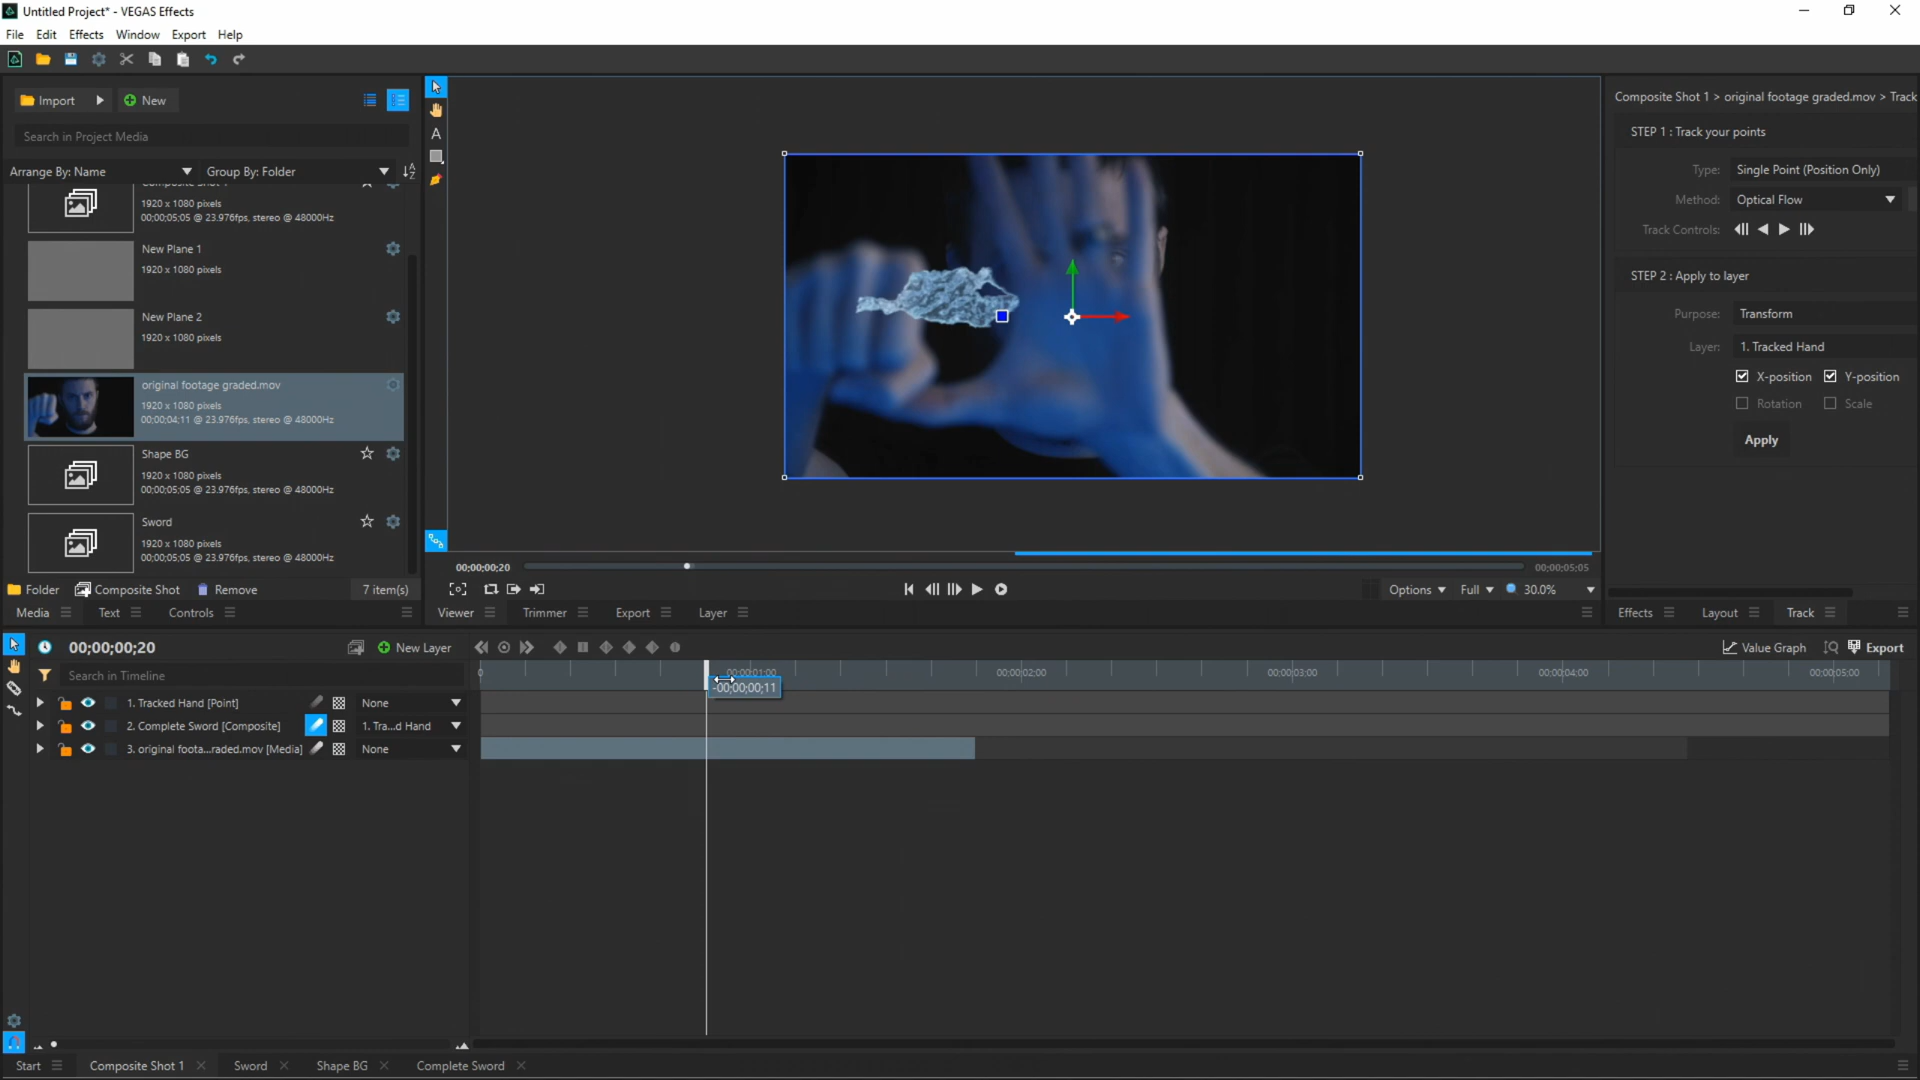 Untitled Project* - VEGAS Effects
File Edit Effects Window Export Help
Import New
Search in Project Media
Arrange By: Name Group By: Folder
1920 x 1080 pixels
00;00;05;05 @ 23.976fps, stereo @ 48000Hz
New Plane 1
1920 x 1080 pixels
New Plane 2
1920 x 1080 pixels
original footage graded.mov
1920 x 1080 pixels
00;00;04;11 @ 23.976fps, stereo @ 48000Hz
Shape BG
1920 x 1080 pixels
00;00;05;05 @ 23.976fps, stereo @ 48000Hz
Sword
1920 x 1080 pixels
00;00;05;05 @ 23.976fps, stereo @ 48000Hz
Folder Composite Shot Remove 7 item(s)
Media Text Controls
A
00;00;00;20 00;00;05;05
Options Full 30.0%
Viewer Trimmer Export Layer
Composite Shot 1 > original footage graded.mov > Track
STEP 1 : Track your points
Type: Single Point (Position Only)
Method: Optical Flow
Track Controls:
STEP 2 : Apply to layer
Purpose: Transform
Layer: 1. Tracked Hand
X-position Y-position
Rotation Scale
Apply
Effects Layout Track
00;00;00;20 New Layer Value Graph Export
Search in Timeline
0 00;00;01;00 00;00;02;00 00;00;03;00 00;00;04;00 00;00;05;00
-00;00;00;11
1. Tracked Hand [Point] None
2. Complete Sword [Composite] 1. Tra...d Hand
3. original foota...raded.mov [Media] None
Start Composite Shot 1 Sword Shape BG Complete Sword